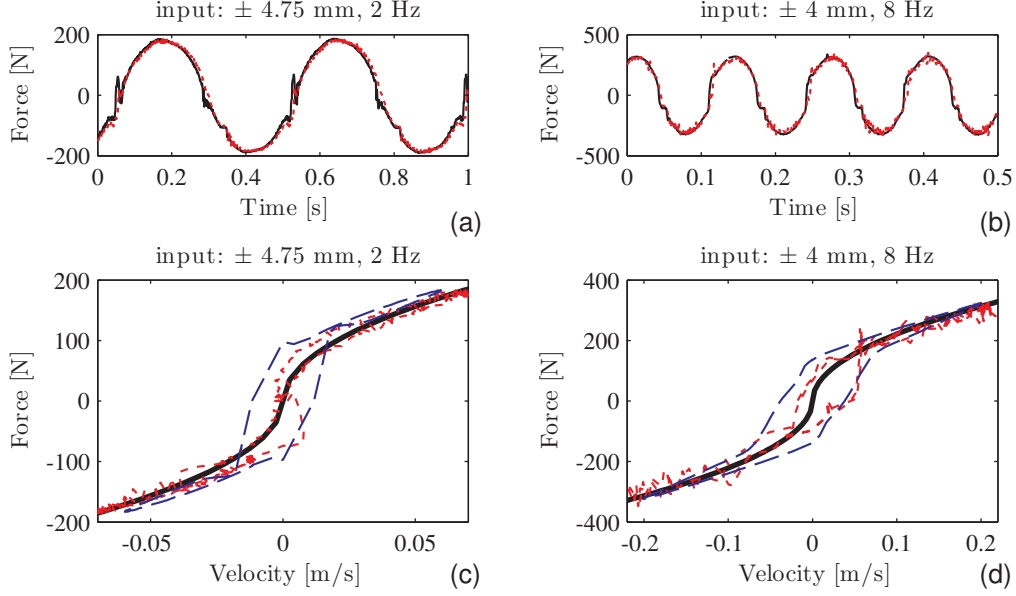 input: ± 4.75 mm, 2 Hz
Force [N]
200
0
-200
0
0.2
0.4
0.6
0.8
1
Time [s]
(a)
input: ± 4 mm, 8 Hz
Force [N]
500
0
-500
0
0.1
0.2
0.3
0.4
0.5
Time [s]
(b)
input: ± 4.75 mm, 2 Hz
Force [N]
200
100
0
-100
-200
-0.05
0
0.05
Velocity [m/s]
(c)
input: ± 4 mm, 8 Hz
Force [N]
400
200
0
-200
-400
-0.2
-0.1
0
0.1
0.2
Velocity [m/s]
(d)